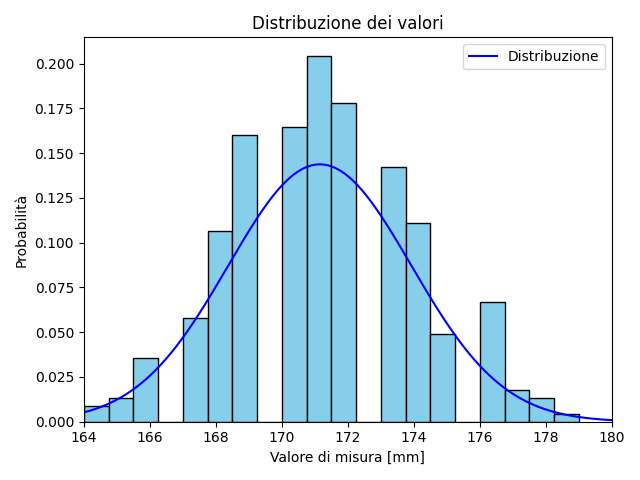 Distribuzione dei valori
Distribuzione
Probabilità
0.200
0.175
0.150
0.125
0.100
0.075
0.050
0.025
0.000
164 166 168 170 172 174 176 178 180
Valore di misura [mm]